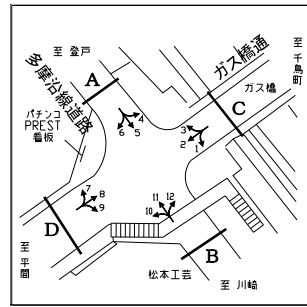 至 登戸
多摩沿線道路
ガス橋通
至 千鳥町
A
ガス橋
パチンコ
PREST
看板
C
4
6 5
3
2
1
7
8
9
11 12
10
D
B
至 平間
松本工芸
至 川崎